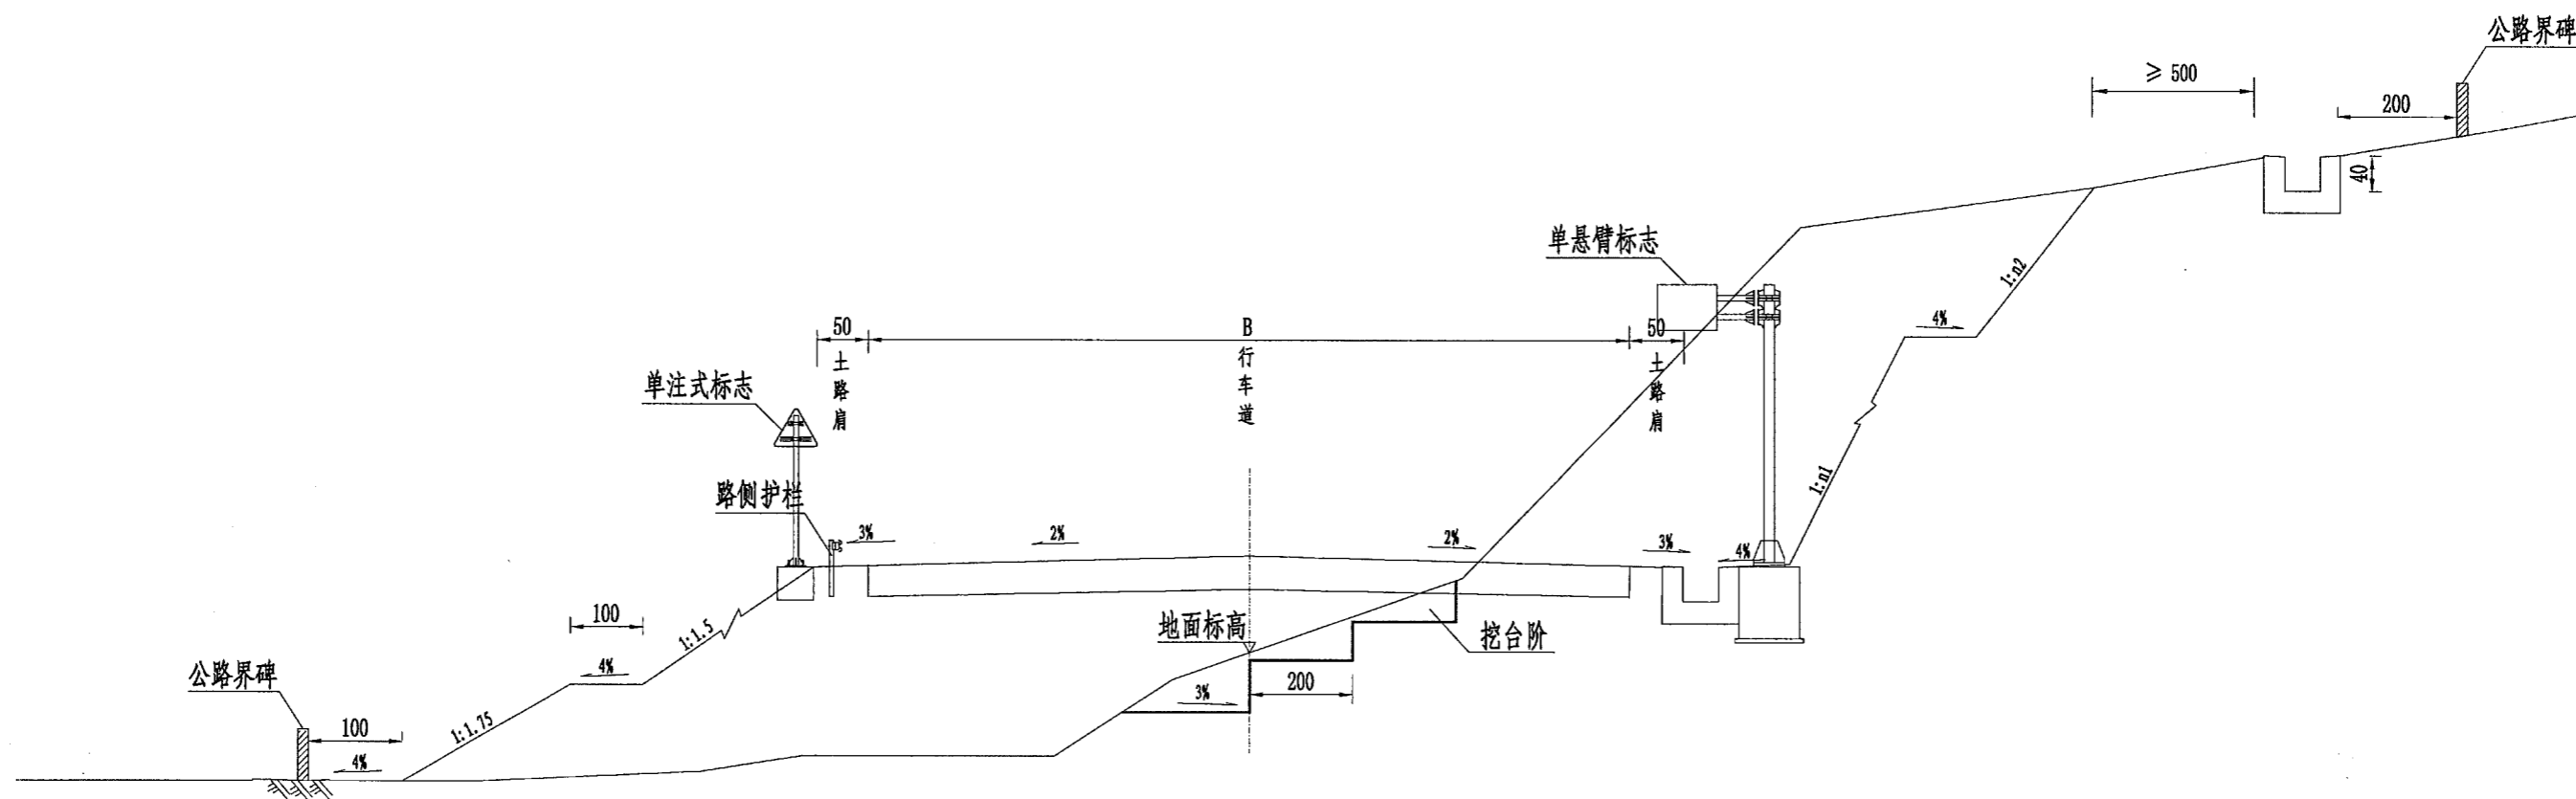 公路界碑
≥ 500
200
40
单悬臂标志
1:n2
4%
50
B
50
行车道
土路肩
土路肩
单注式标志
1:n1
路侧护栏
3%
2%
2%
3%
4%
100
1:1.5
地面标高
挖台阶
4%
公路界碑
200
3%
1:1.75
100
4%